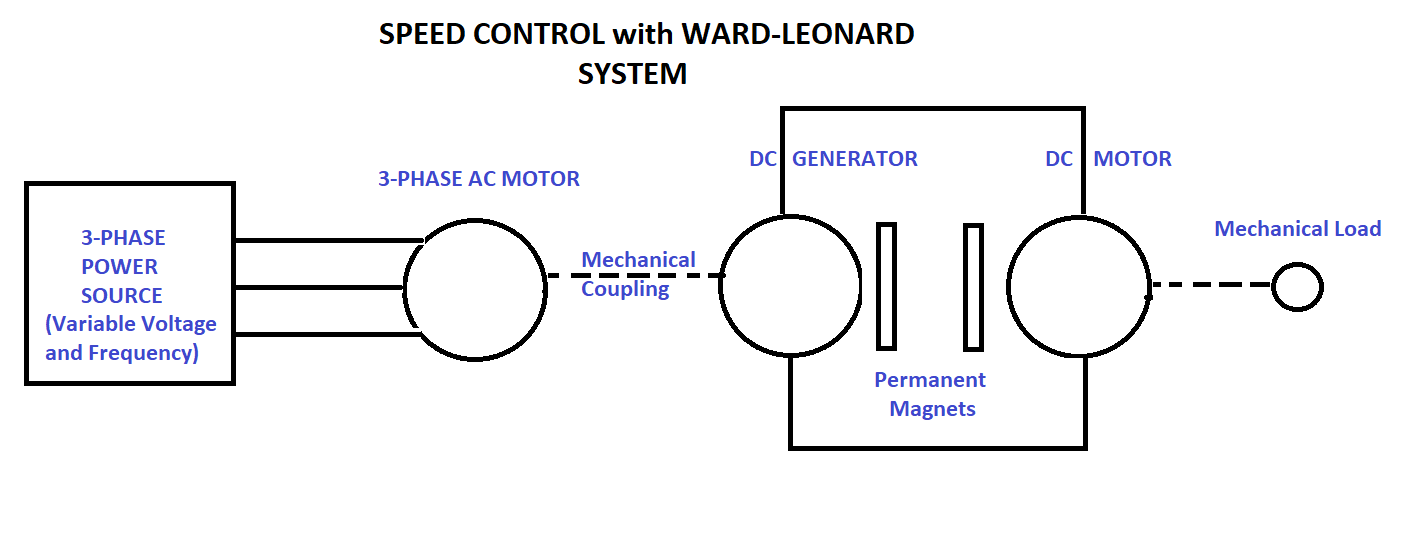 SPEED CONTROL with WARD-LEONARD
SYSTEM
DC GENERATOR
DC MOTOR
3-PHASE AC MOTOR
3-PHASE
POWER
SOURCE
(Variable Voltage
and Frequency)
Mechanical
Coupling
Mechanical Load
Permanent
Magnets